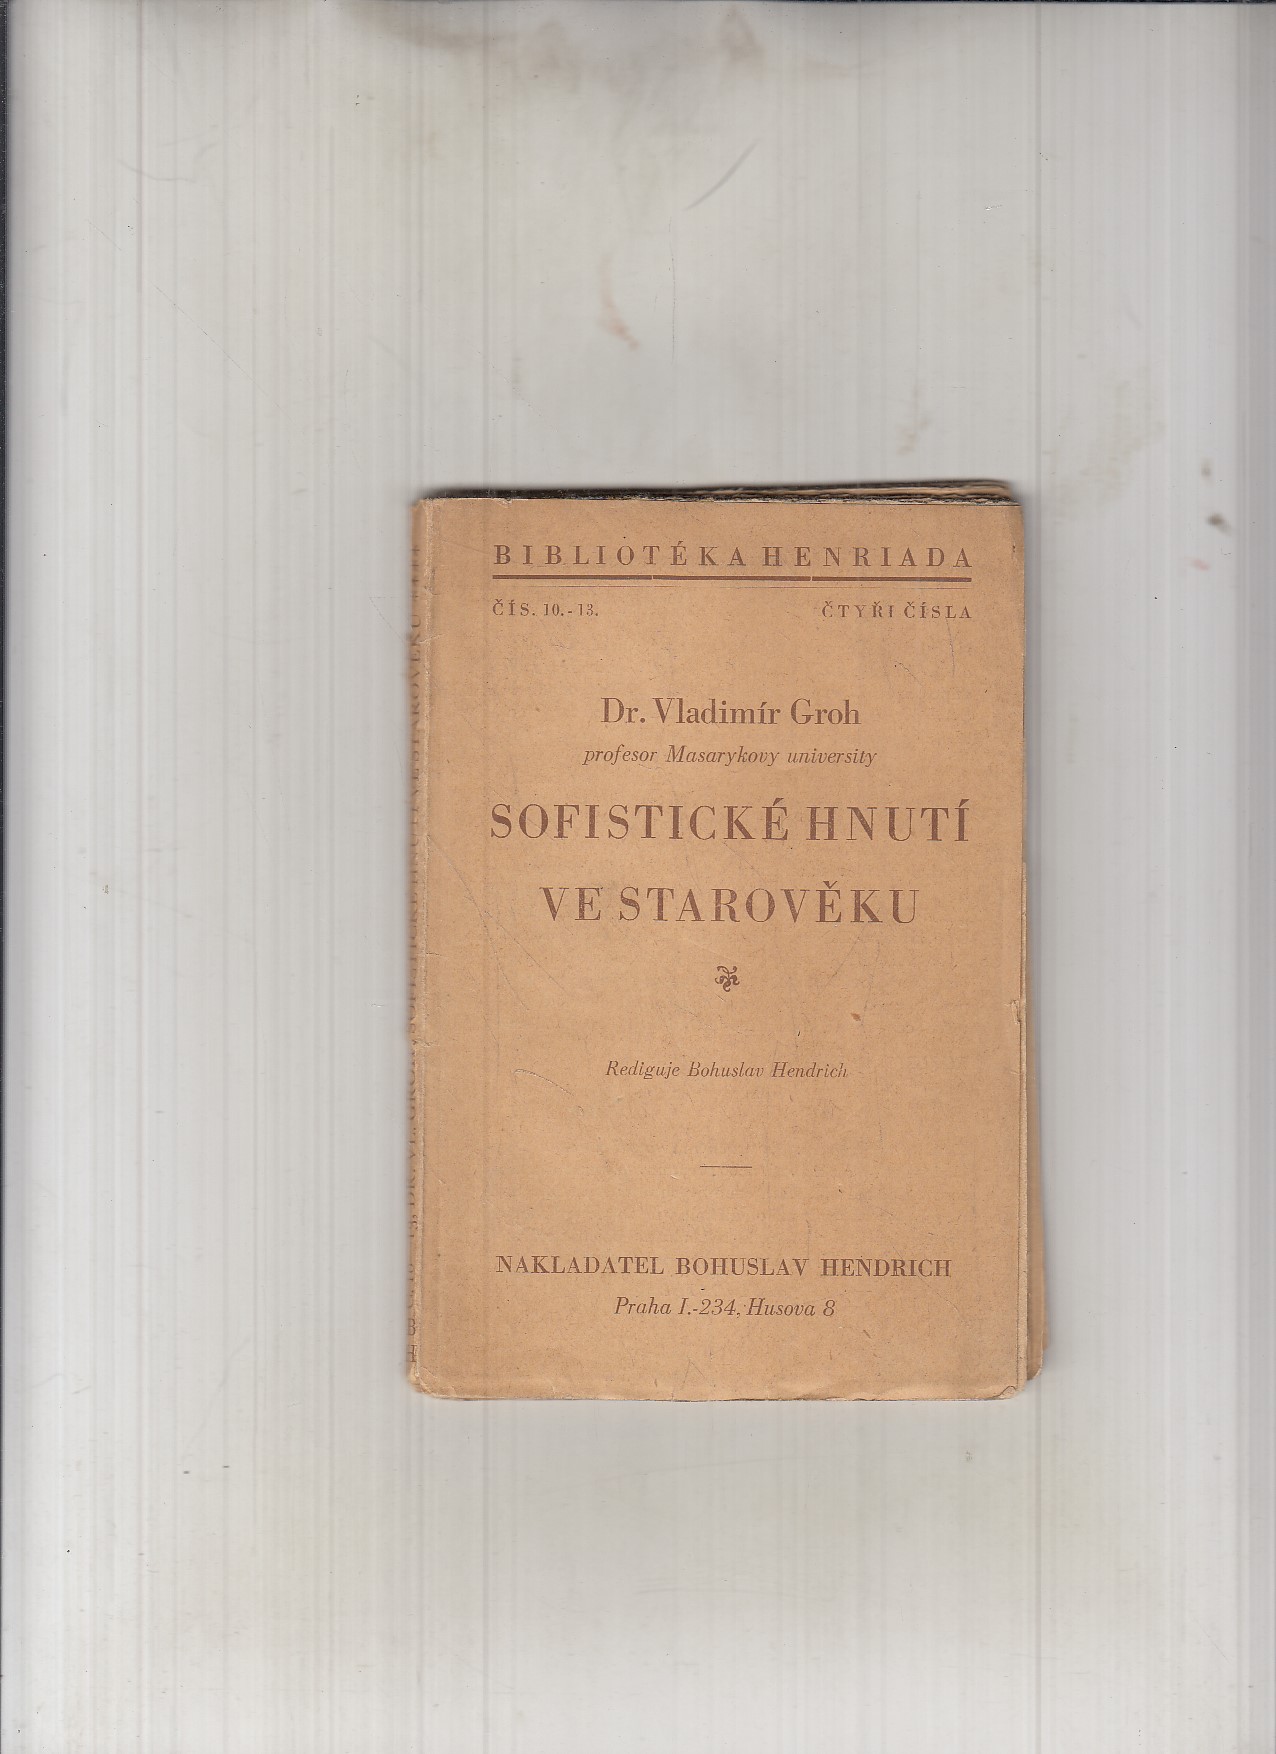 BIBLIOTÉKA HENRIADA
ČÍS. 10.-13. ČTYŘI ČÍSLA
Dr. Vladimír Groh
profesor Masarykovy university
SOFISTICKÉ HNUTÍ
VE STAROVĚKU
Rediguje Bohuslav Hendrich
NAKLADATEL BOHUSLAV HENDRICH
Praha I.-234, Husova 8